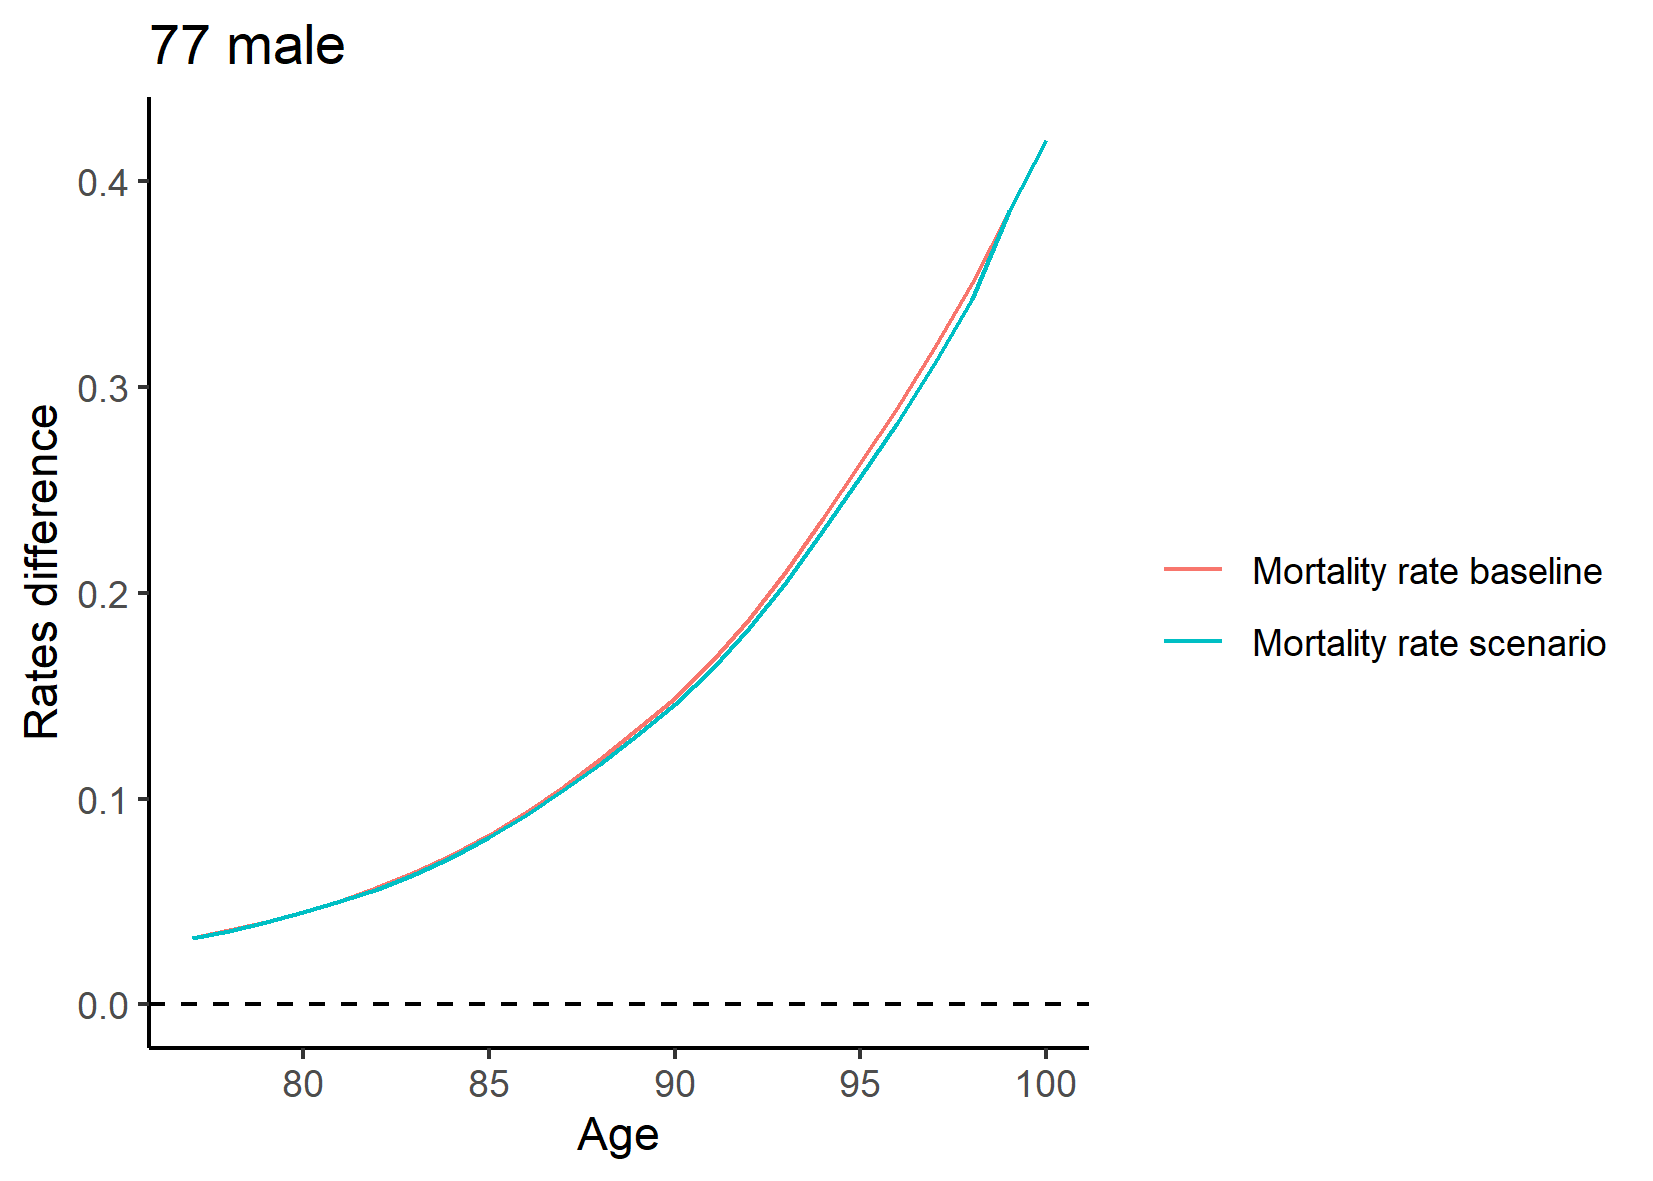 77 male
Rates difference
0.4
0.3
0.2
0.1
0.0
80 85 90 95 100
Age
Mortality rate baseline
Mortality rate scenario